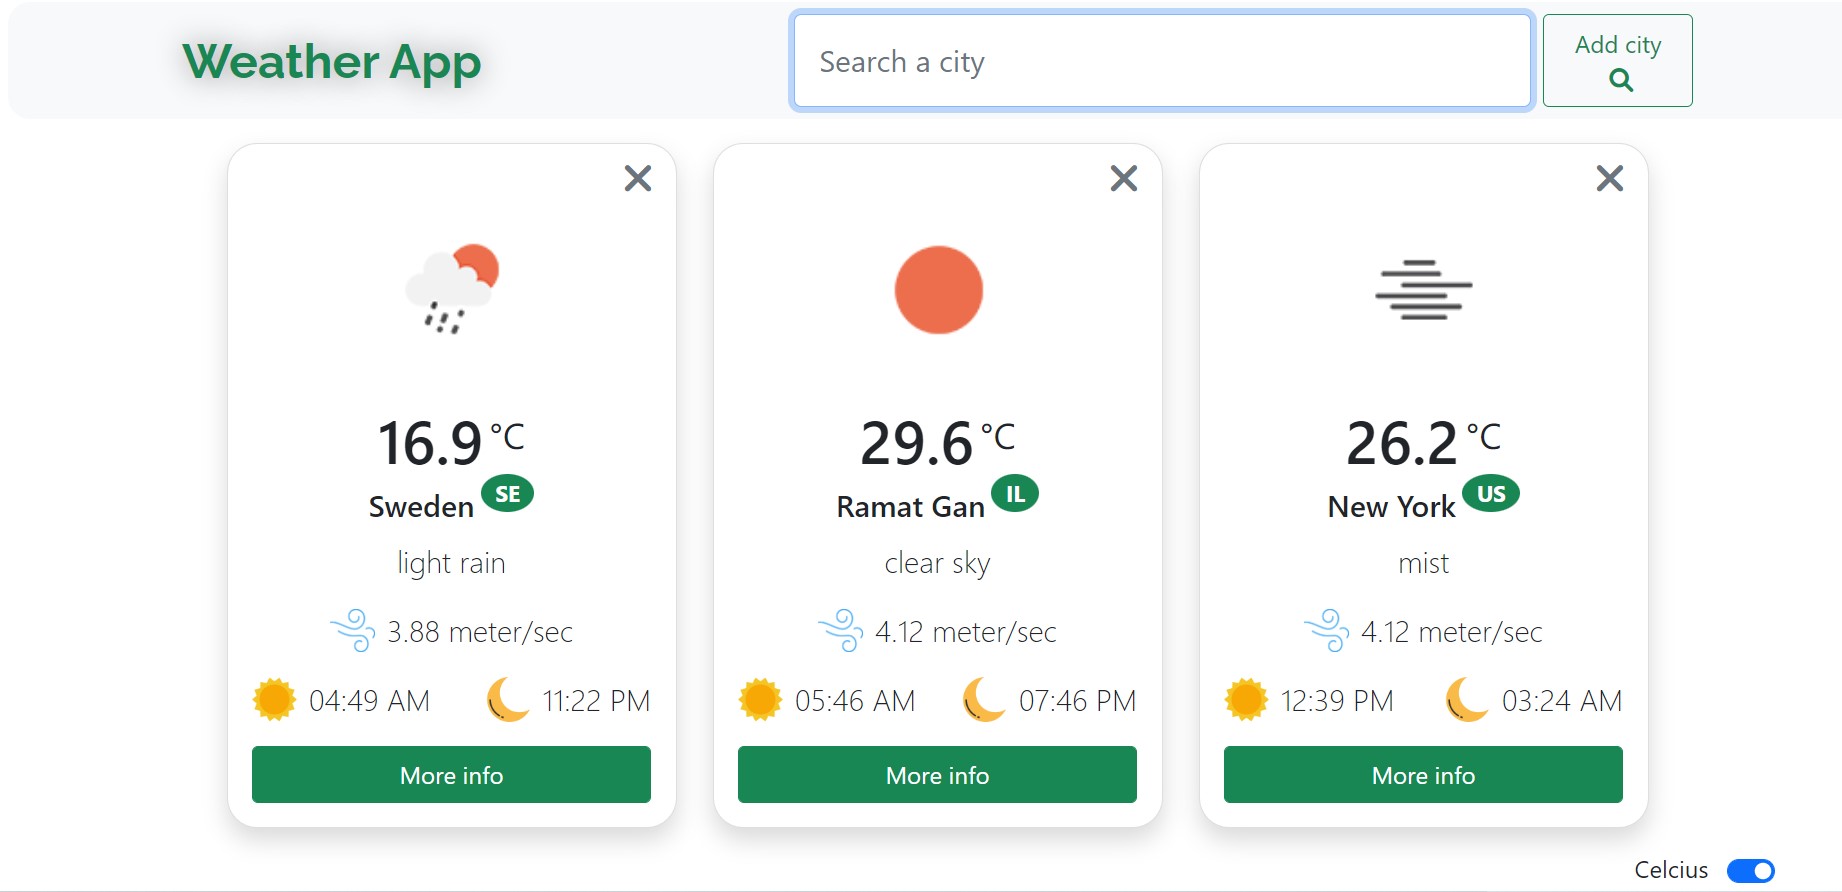 Weather App
Search a city
Add city
16.9 °C
Sweden SE
light rain
3.88 meter/sec
04:49 AM 11:22 PM
More info
29.6 °C
Ramat Gan IL
clear sky
4.12 meter/sec
05:46 AM 07:46 PM
More info
26.2 °C
New York US
mist
4.12 meter/sec
12:39 PM 03:24 AM
More info
Celcius